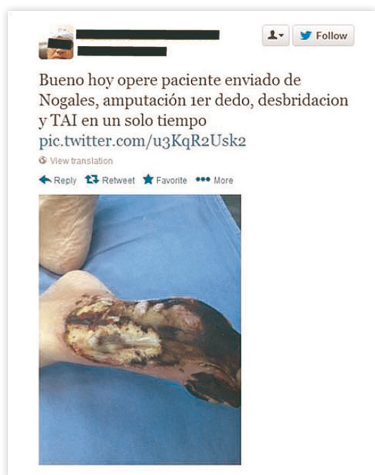 Follow
Bueno hoy opere paciente enviado de
Nogales, amputación 1er dedo, desbridacion
y TAI en un solo tiempo
pic.twitter.com/u3KqR2Usk2
View translation
Reply Retweet Favorite More